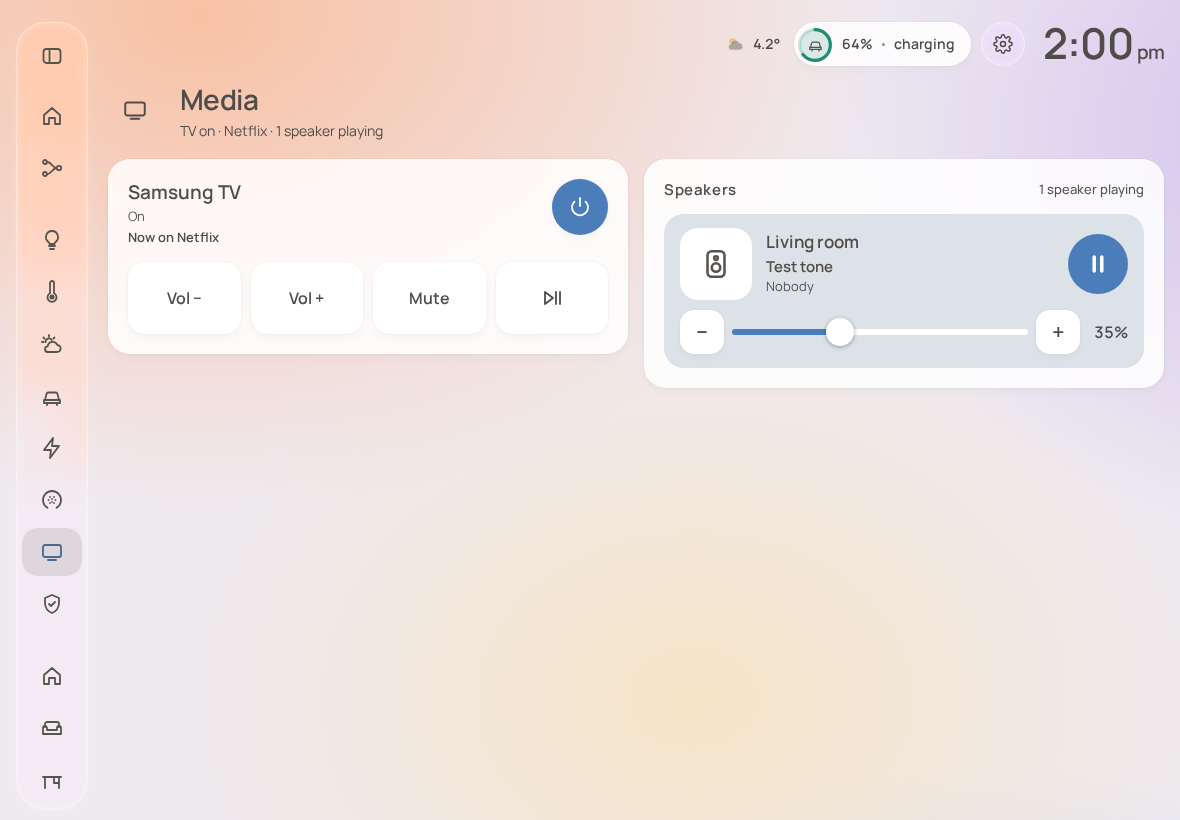 4.2°
64% • charging
2:00 pm
Media
TV on · Netflix · 1 speaker playing
Samsung TV
On
Now on Netflix
Vol −
Vol +
Mute
Speakers
1 speaker playing
Living room
Test tone
Nobody
−
+
35%